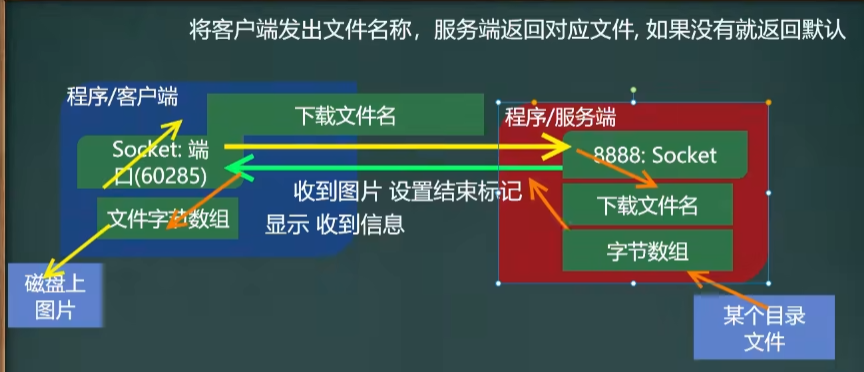 将客户端发出文件名称，服务端返回对应文件, 如果没有就返回默认
程序/客户端
下载文件名
Socket: 端
口(60285)
文件字节数组
磁盘上
图片
收到图片 设置结束标记
显示 收到信息
程序/服务端
8888: Socket
下载文件名
字节数组
某个目录
文件